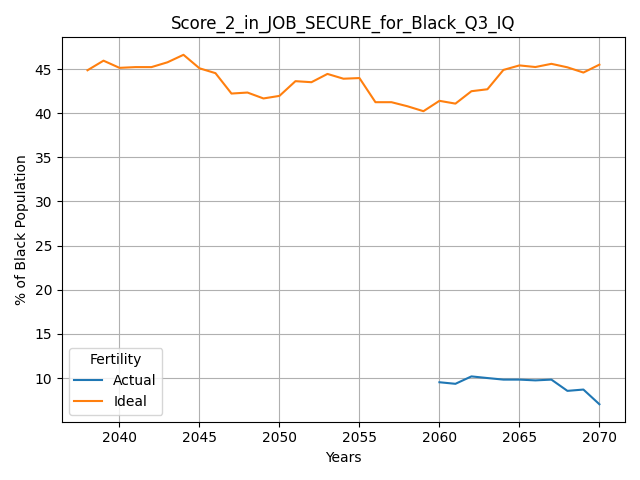 Score_2_in_JOB_SECURE_for_Black_Q3_IQ
% of Black Population
45
40
35
30
25
20
15
10
Fertility
Actual
Ideal
2040 2045 2050 2055 2060 2065 2070
Years